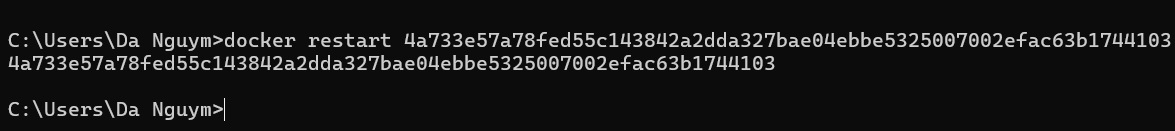 C:\Users\Da Nguym>docker restart 4a733e57a78fed55c143842a2dda327bae04ebbe5325007002efac63b1744103
4a733e57a78fed55c143842a2dda327bae04ebbe5325007002efac63b1744103
C:\Users\Da Nguym>